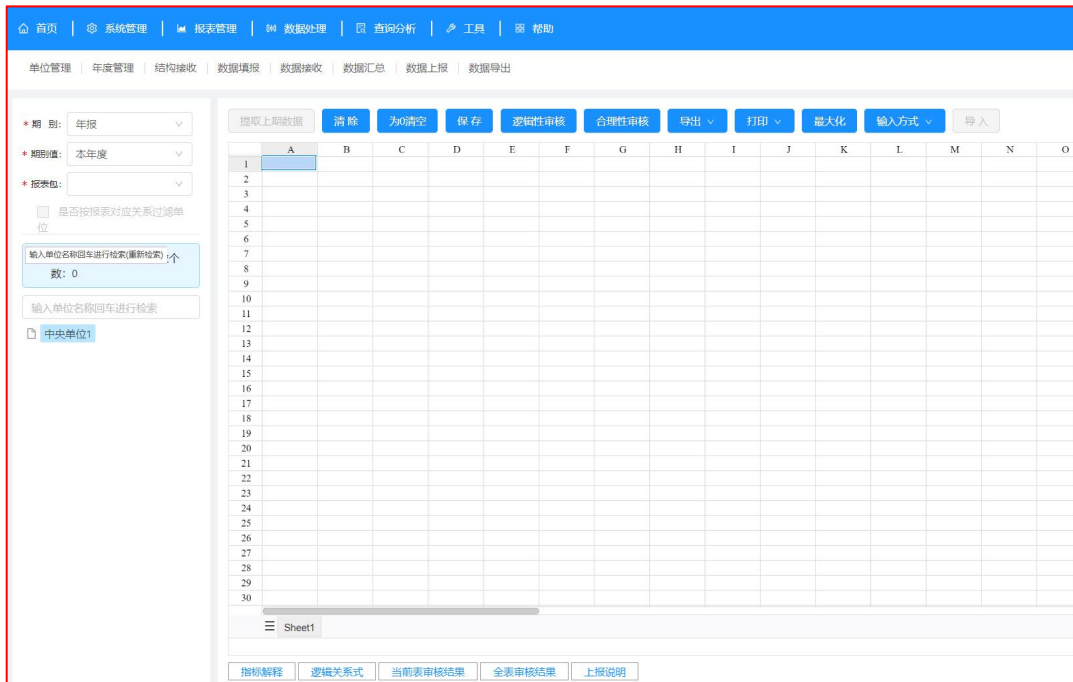 首页 系统管理 报表管理 数据处理 查询分析 工具 帮助
单位管理 年度管理 结构接收 数据填报 数据接收 数据汇总 数据上报 数据导出
提取上期数据 清除 为0清空 保存 逻辑性审核 合理性审核 导出 打印 最大化 输入方式 导入
* 期 别: 年报
* 期别值: 本年度
* 报表包:
是否按报表对应关系过滤单
位
输入单位名称回车进行检索(重新检索)
个
数: 0
输入单位名称回车进行检索
中央单位1
A B C D E F G H I J K L M N O
1
2
3
4
5
6
7
8
9
10
11
12
13
14
15
16
17
18
19
20
21
22
23
24
25
26
27
28
29
30
Sheet1
指标解释 逻辑关系式 当前表审核结果 全表审核结果 上报说明